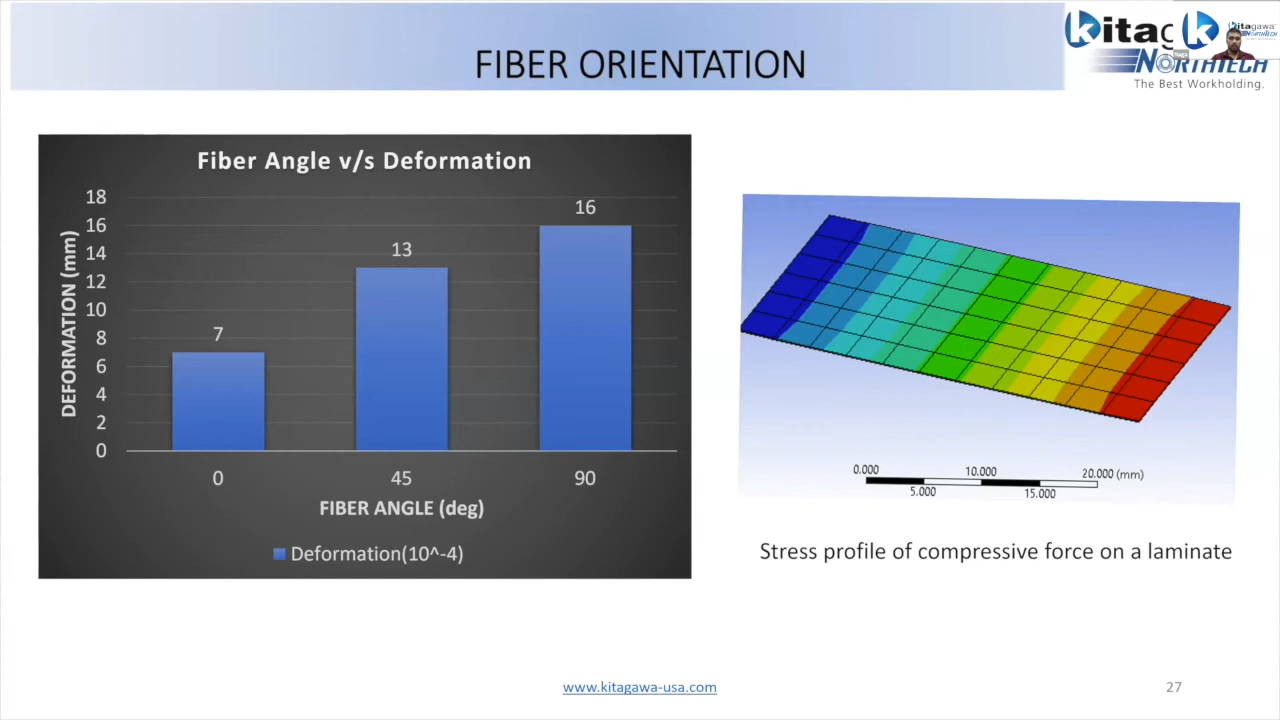 FIBER ORIENTATION
kitag
NORTHTECH
The Best Workholding.
Fiber Angle v/s Deformation
DEFORMATION (mm)
18
16
14
12
10
8
6
4
2
0
7
13
16
0 45 90
FIBER ANGLE (deg)
Deformation(10^-4)
0.000 10.000 20.000 (mm)
5.000 15.000
Stress profile of compressive force on a laminate
www.kitagawa-usa.com
27